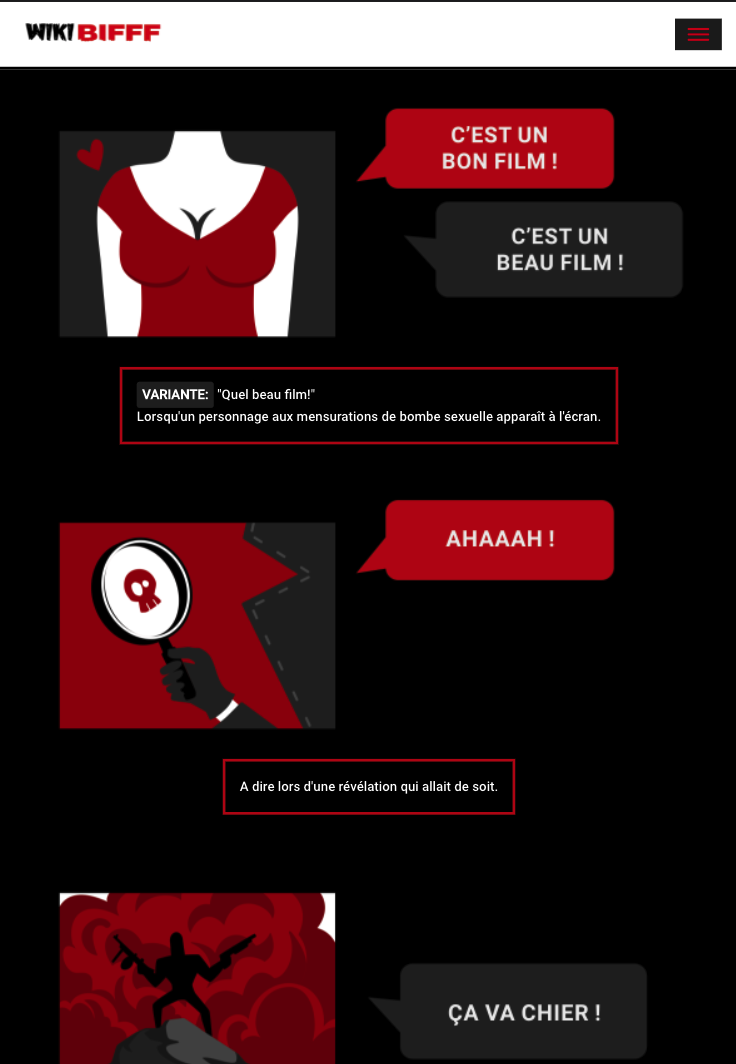 WIKI BIFFF
C'EST UN
BON FILM !
C'EST UN
BEAU FILM !
VARIANTE: "Quel beau film!"
Lorsqu'un personnage aux mensurations de bombe sexuelle apparaît à l'écran.
AHAAAH !
A dire lors d'une révélation qui allait de soit.
ÇA VA CHIER !